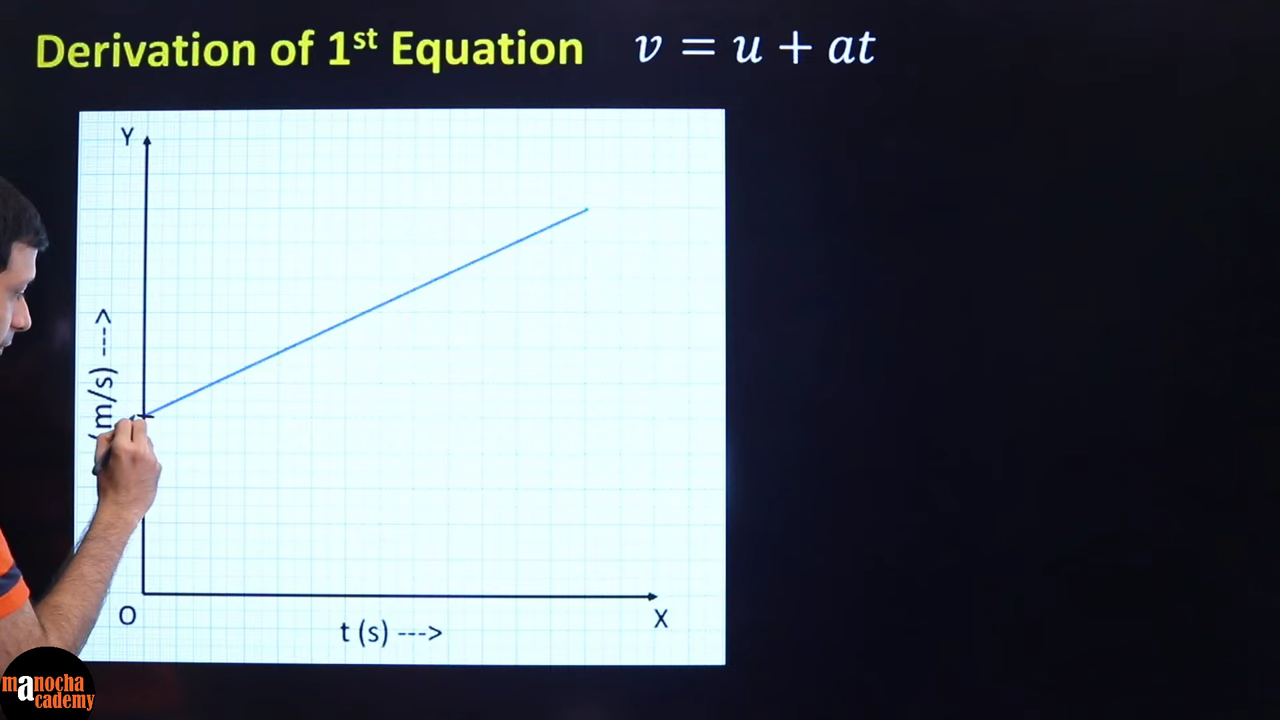 Derivation of 1st Equation v = u + at
Y
(m/s) --->
O
X
t (s) --->
manocha
academy